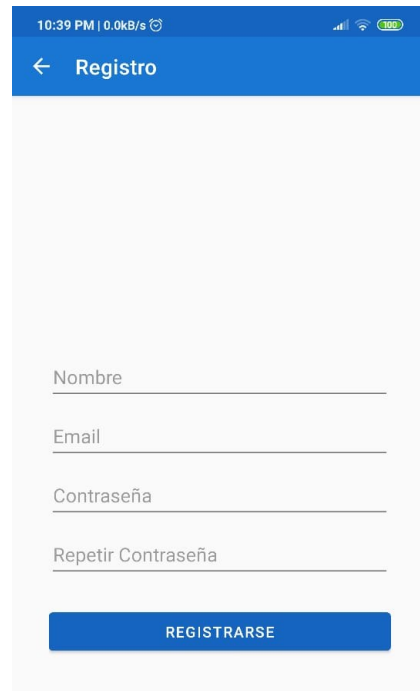 10:39 PM | 0.0kB/s
100
Registro
Nombre
Email
Contraseña
Repetir Contraseña
REGISTRARSE